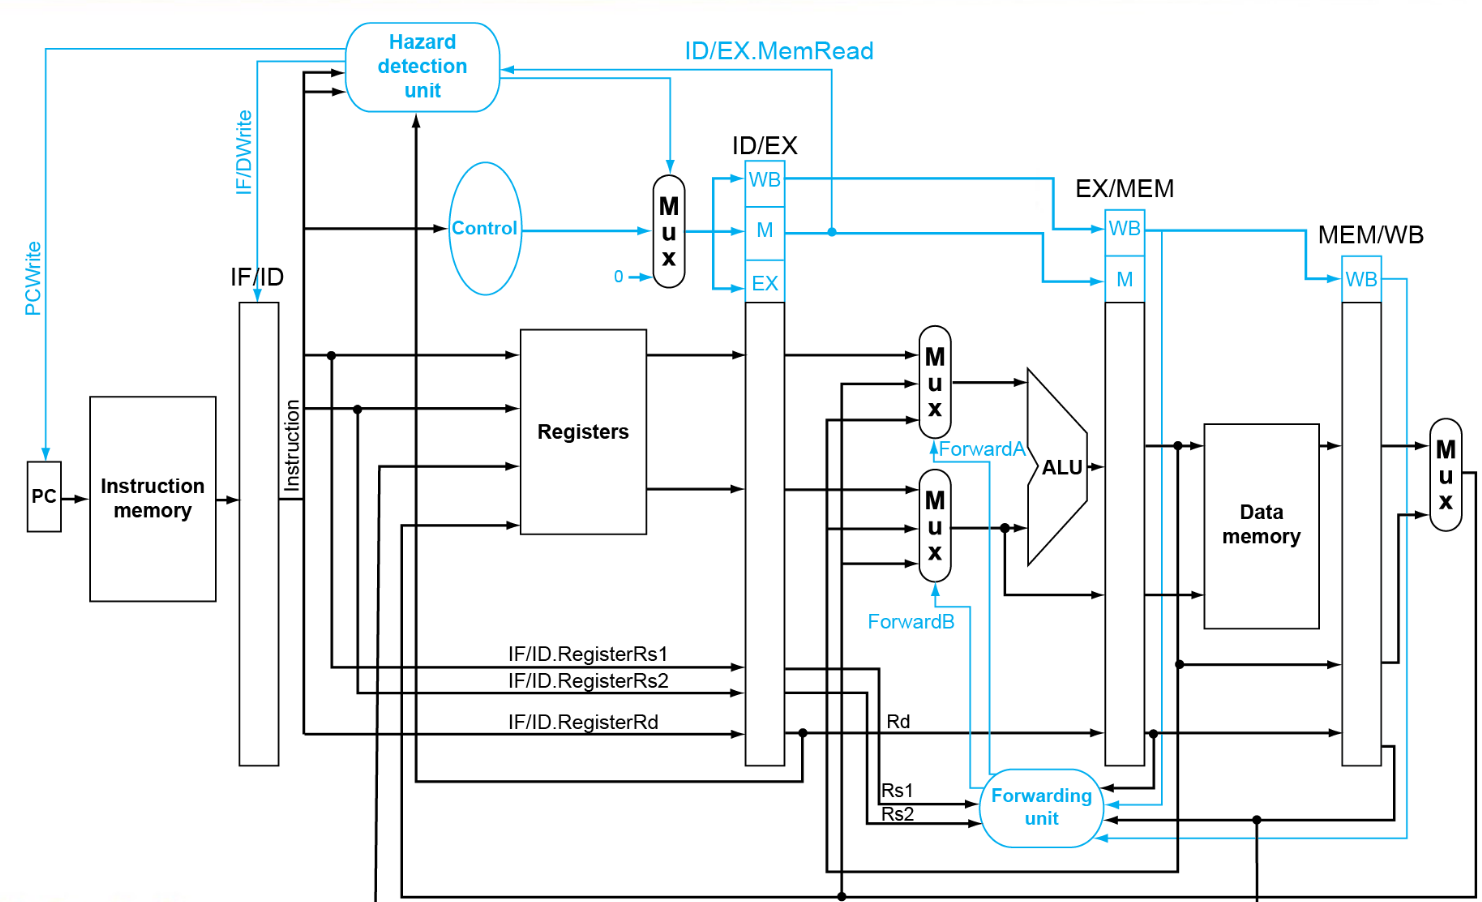 Hazard
detection
unit
ID/EX.MemRead
IF/DWrite
PCWrite
ID/EX
WB
M
EX
Control
M
u
x
0
EX/MEM
WB
M
MEM/WB
WB
IF/ID
Instruction
PC
Instruction
memory
Registers
M
u
x
ForwardA
ALU
M
u
x
ForwardB
Data
memory
M
u
x
IF/ID.RegisterRs1
IF/ID.RegisterRs2
IF/ID.RegisterRd
Rd
Rs1
Rs2
Forwarding
unit